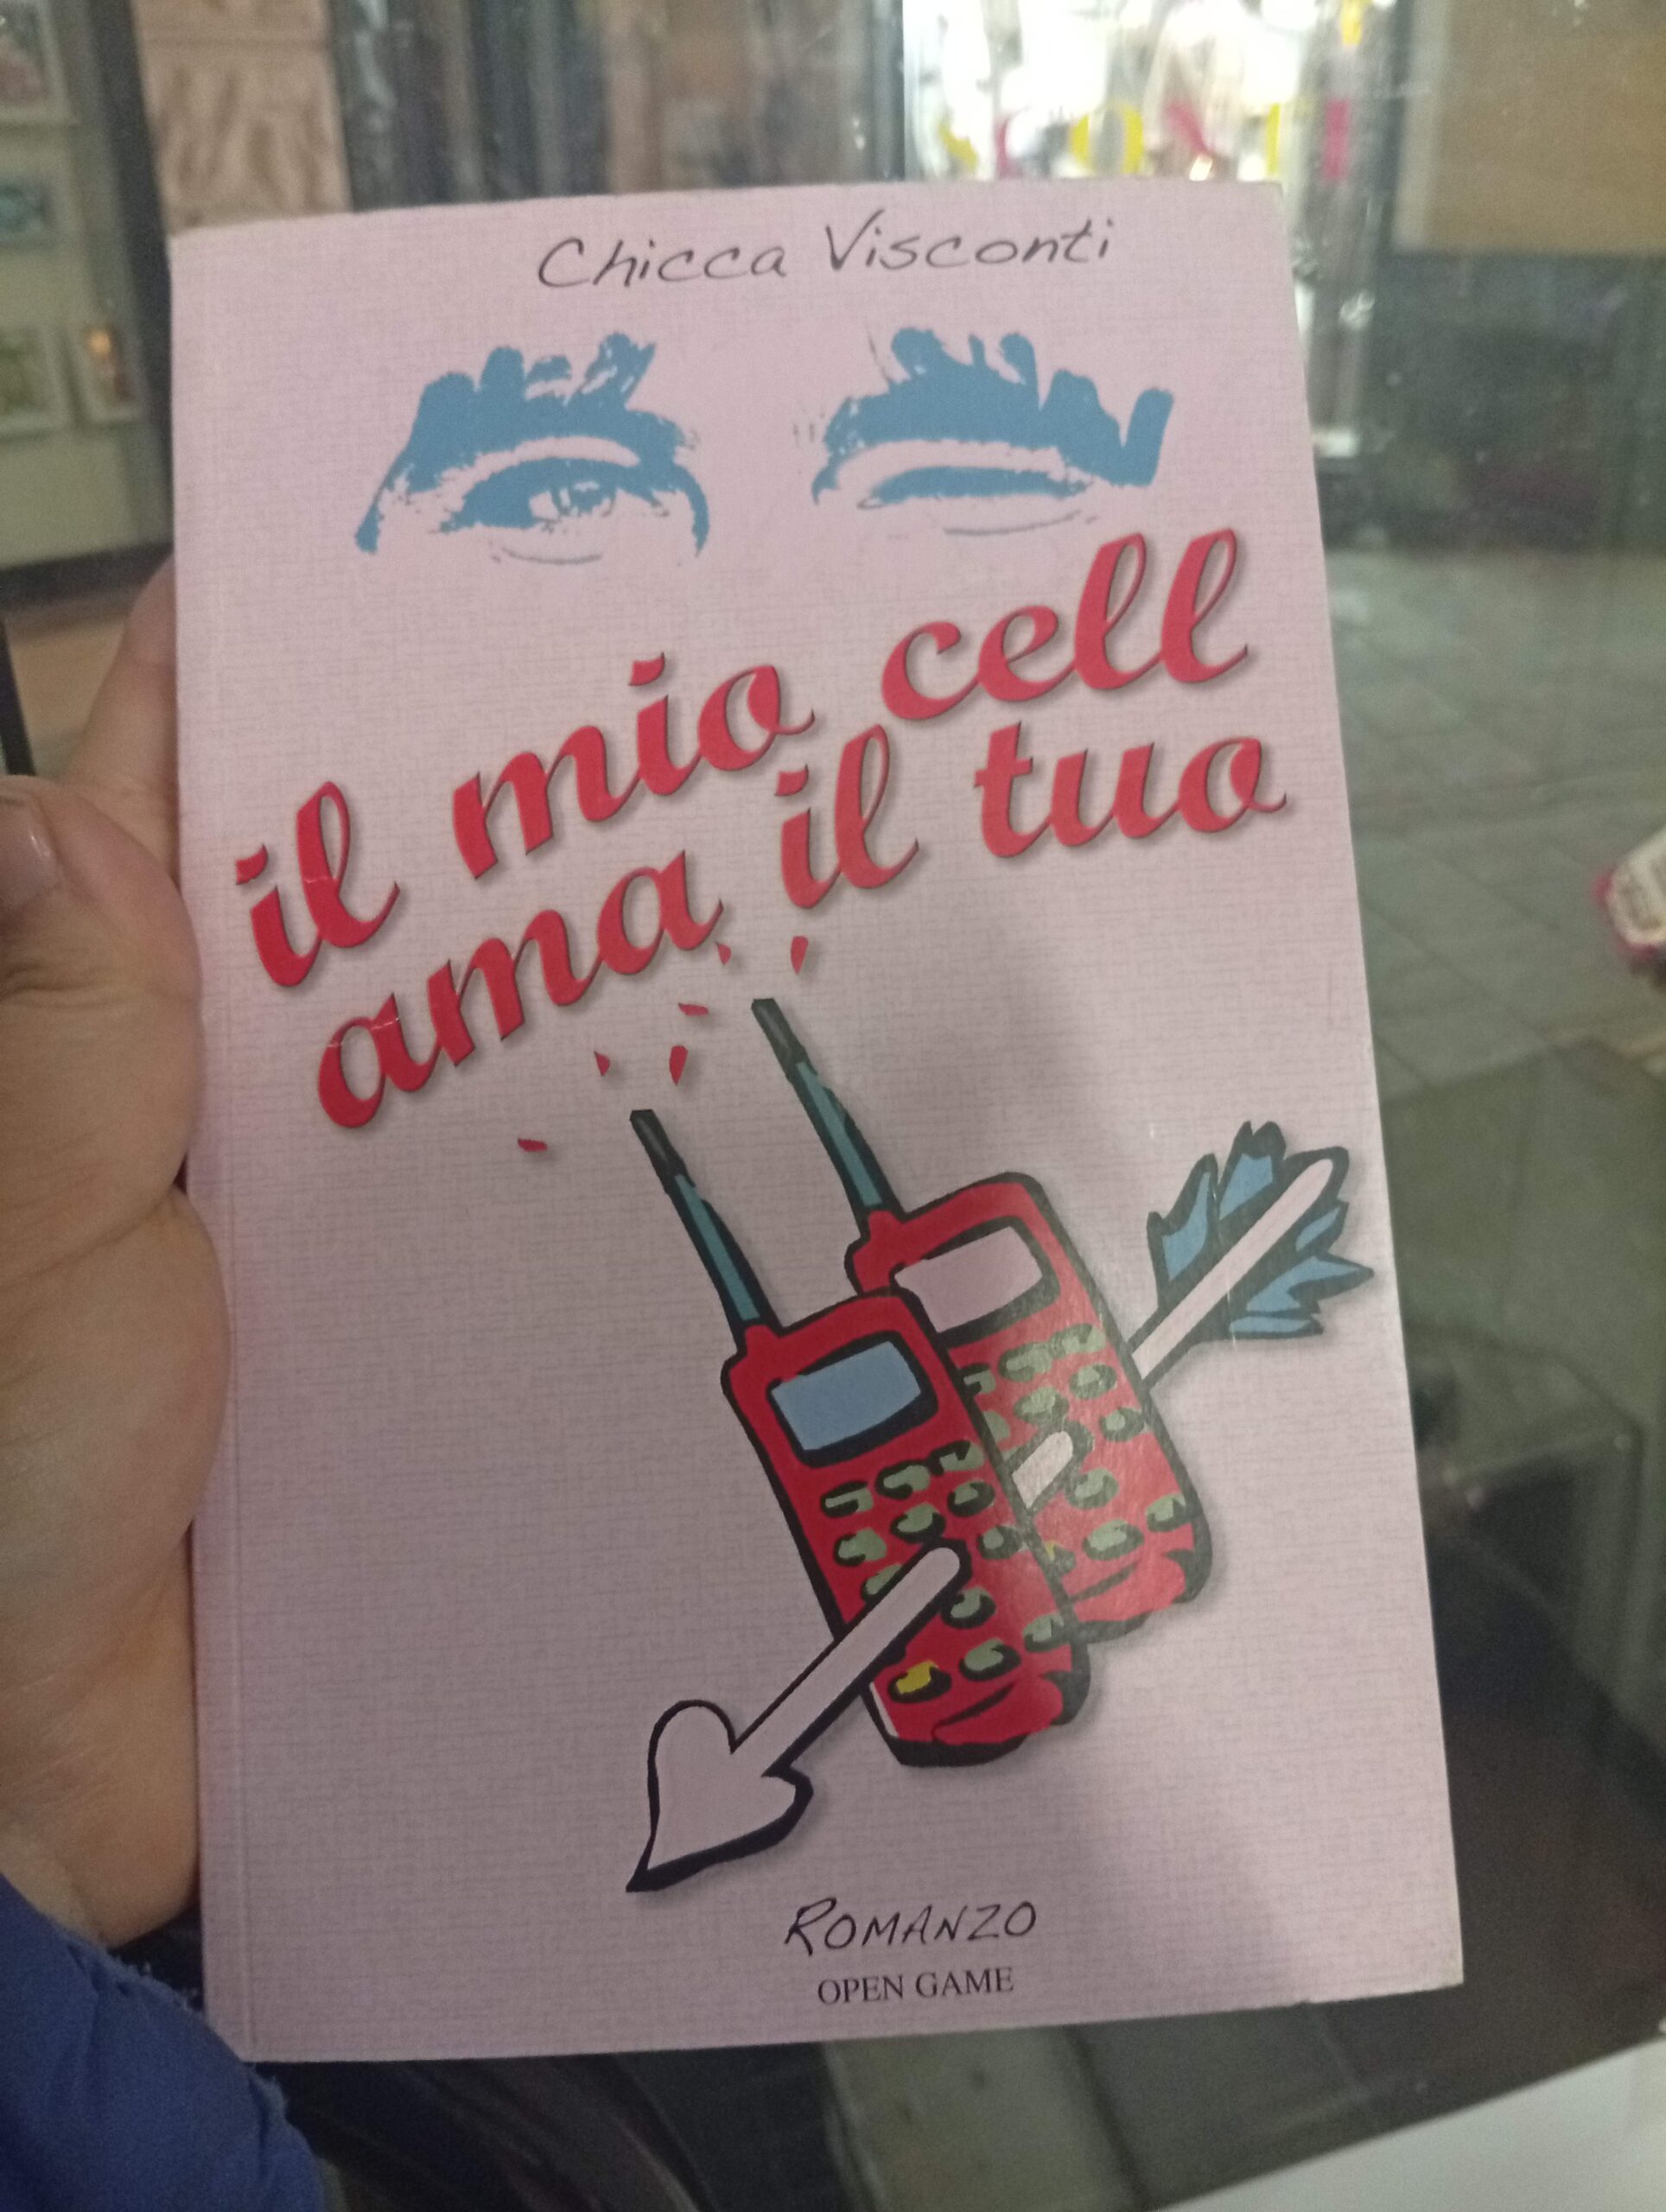 Chicca Visconti
il mio cell
ama il tuo
ROMANZO
OPEN GAME